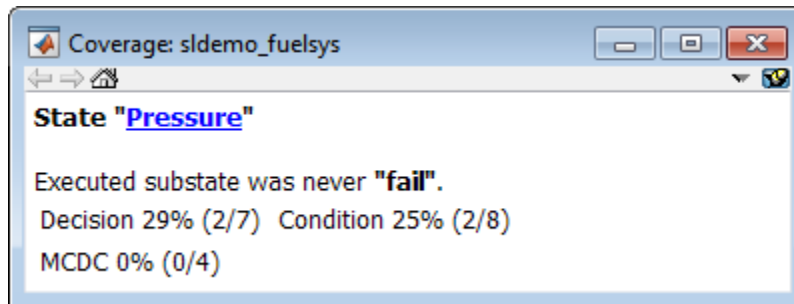 Coverage: sldemo_fuelsys
State "Pressure"
Executed substate was never "fail".
Decision 29% (2/7) Condition 25% (2/8)
MCDC 0% (0/4)